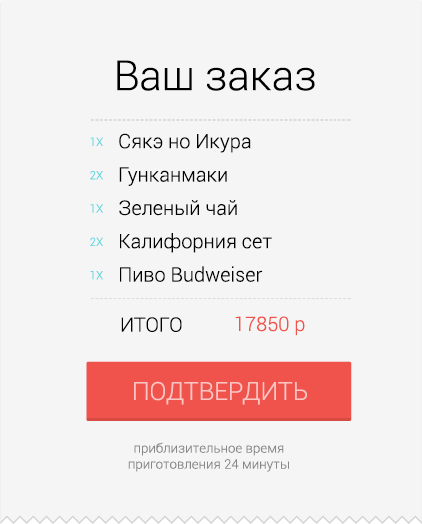 Ваш заказ
1X Сякэ но Икура
2X Гунканмаки
1X Зеленый чай
2X Калифорния сет
1X Пиво Budweiser
ИТОГО 17850 р
ПОДТВЕРДИТЬ
приблизительное время
приготовления 24 минуты